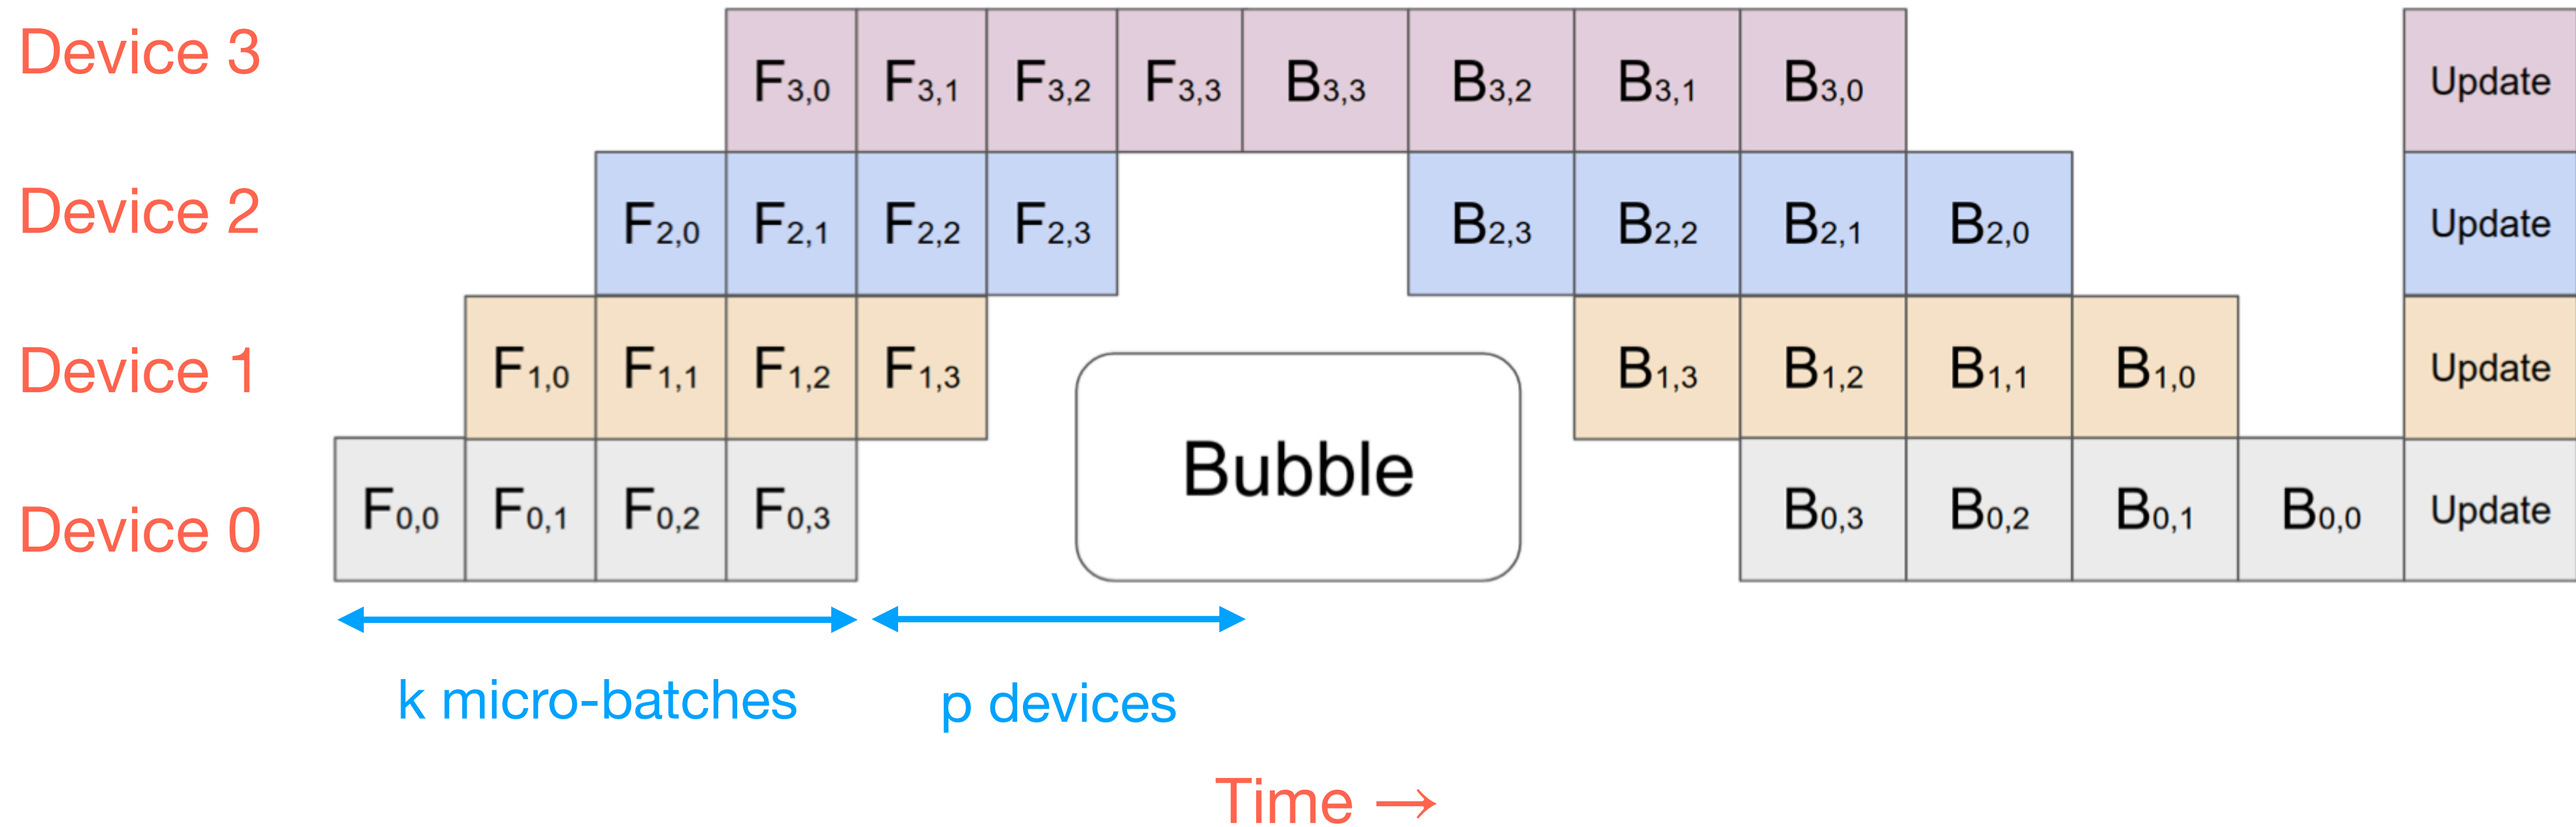 Device 3 F3,0 F3,1 F3,2 F3,3 B3,3 B3,2 B3,1 B3,0 Update
Device 2 F2,0 F2,1 F2,2 F2,3 B2,3 B2,2 B2,1 B2,0 Update
Device 1 F1,0 F1,1 F1,2 F1,3 B1,3 B1,2 B1,1 B1,0 Update
Bubble
Device 0 F0,0 F0,1 F0,2 F0,3 B0,3 B0,2 B0,1 B0,0 Update
k micro-batches p devices
Time →